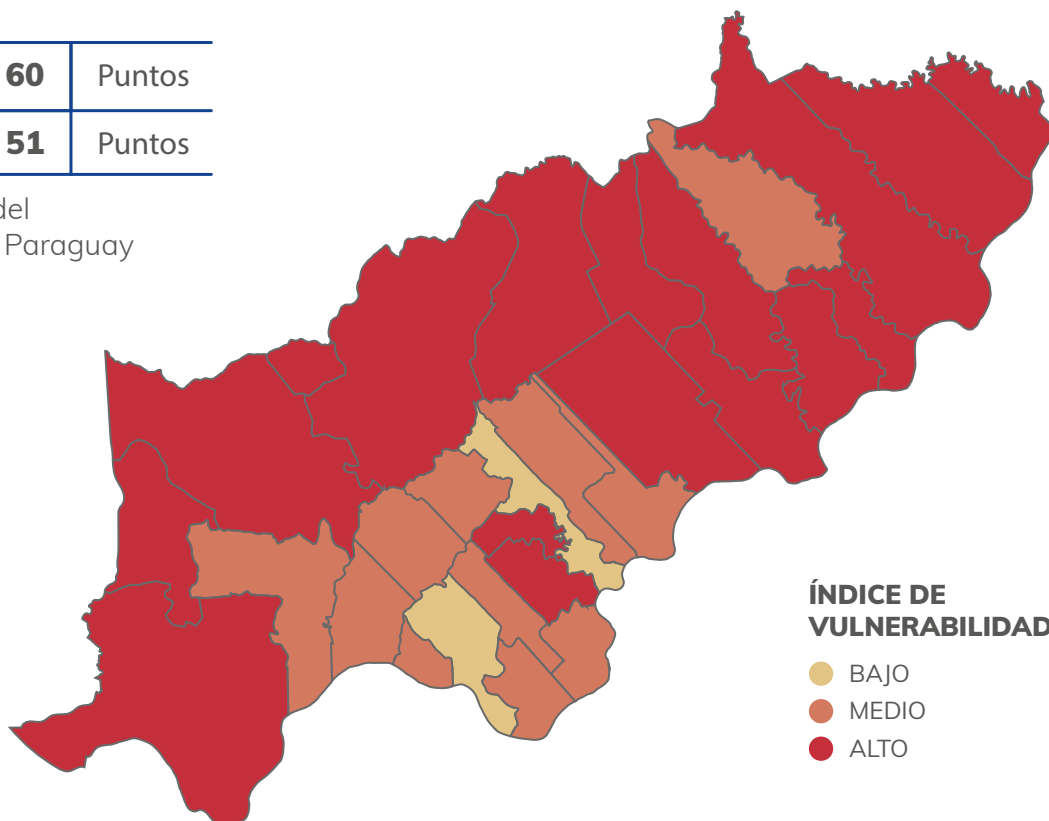 60 Puntos
51 Puntos
del
Paraguay
ÍNDICE DE
VULNERABILIDAD
BAJO
MEDIO
ALTO